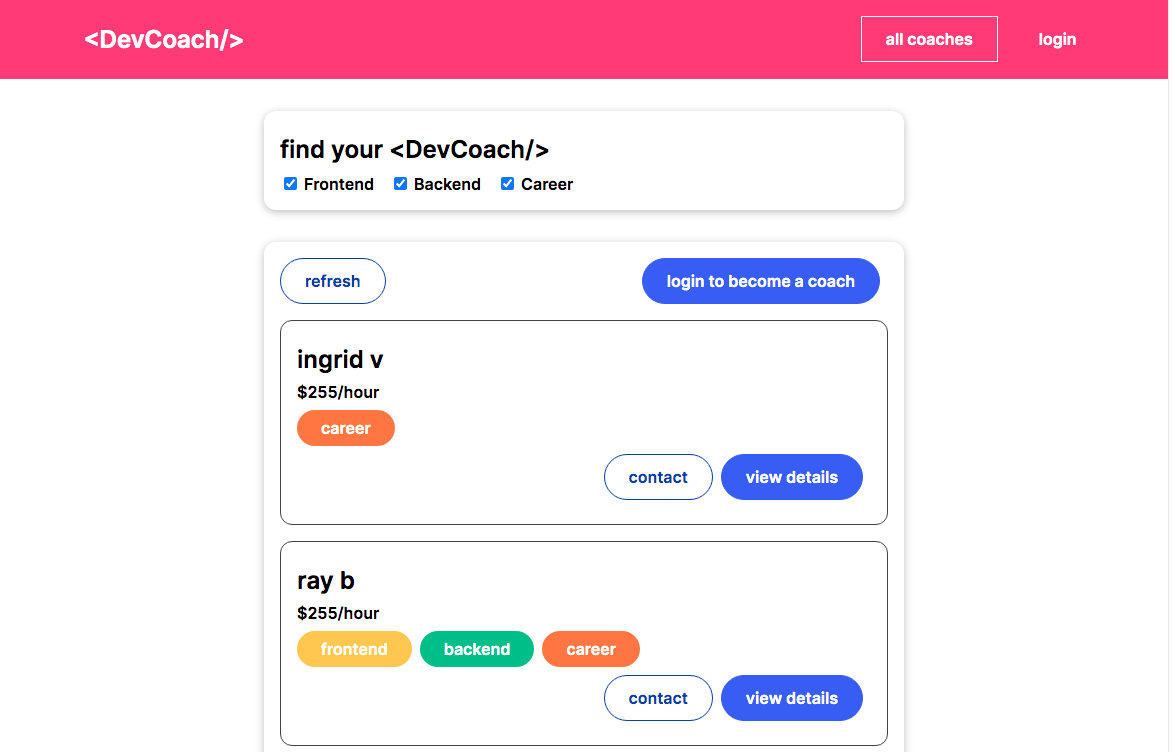 <DevCoach/>
all coaches
login
find your <DevCoach/>
Frontend Backend Career
refresh
login to become a coach
ingrid v
$255/hour
career
contact view details
ray b
$255/hour
frontend backend career
contact view details